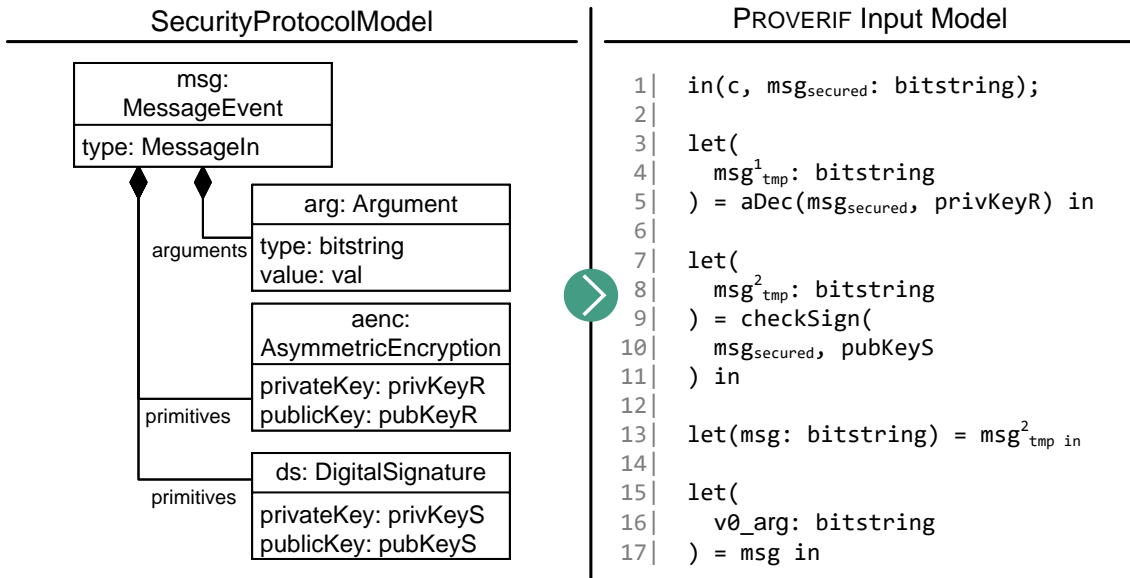 SecurityProtocolModel
msg:
MessageEvent
type: MessageIn
arguments
arg: Argument
type: bitstring
value: val
primitives
aenc:
AsymmetricEncryption
privateKey: privKeyR
publicKey: pubKeyR
primitives
ds: DigitalSignature
privateKey: privKeyS
publicKey: pubKeyS
PROVERIF Input Model
1| in(c, msgsecured: bitstring);
2|
3| let(
4| msg¹tmp: bitstring
5| ) = aDec(msgsecured, privKeyR) in
6|
7| let(
8| msg²tmp: bitstring
9| ) = checkSign(
10| msgsecured, pubKeyS
11| ) in
12|
13| let(msg: bitstring) = msg²tmp in
14|
15| let(
16| v0_arg: bitstring
17| ) = msg in